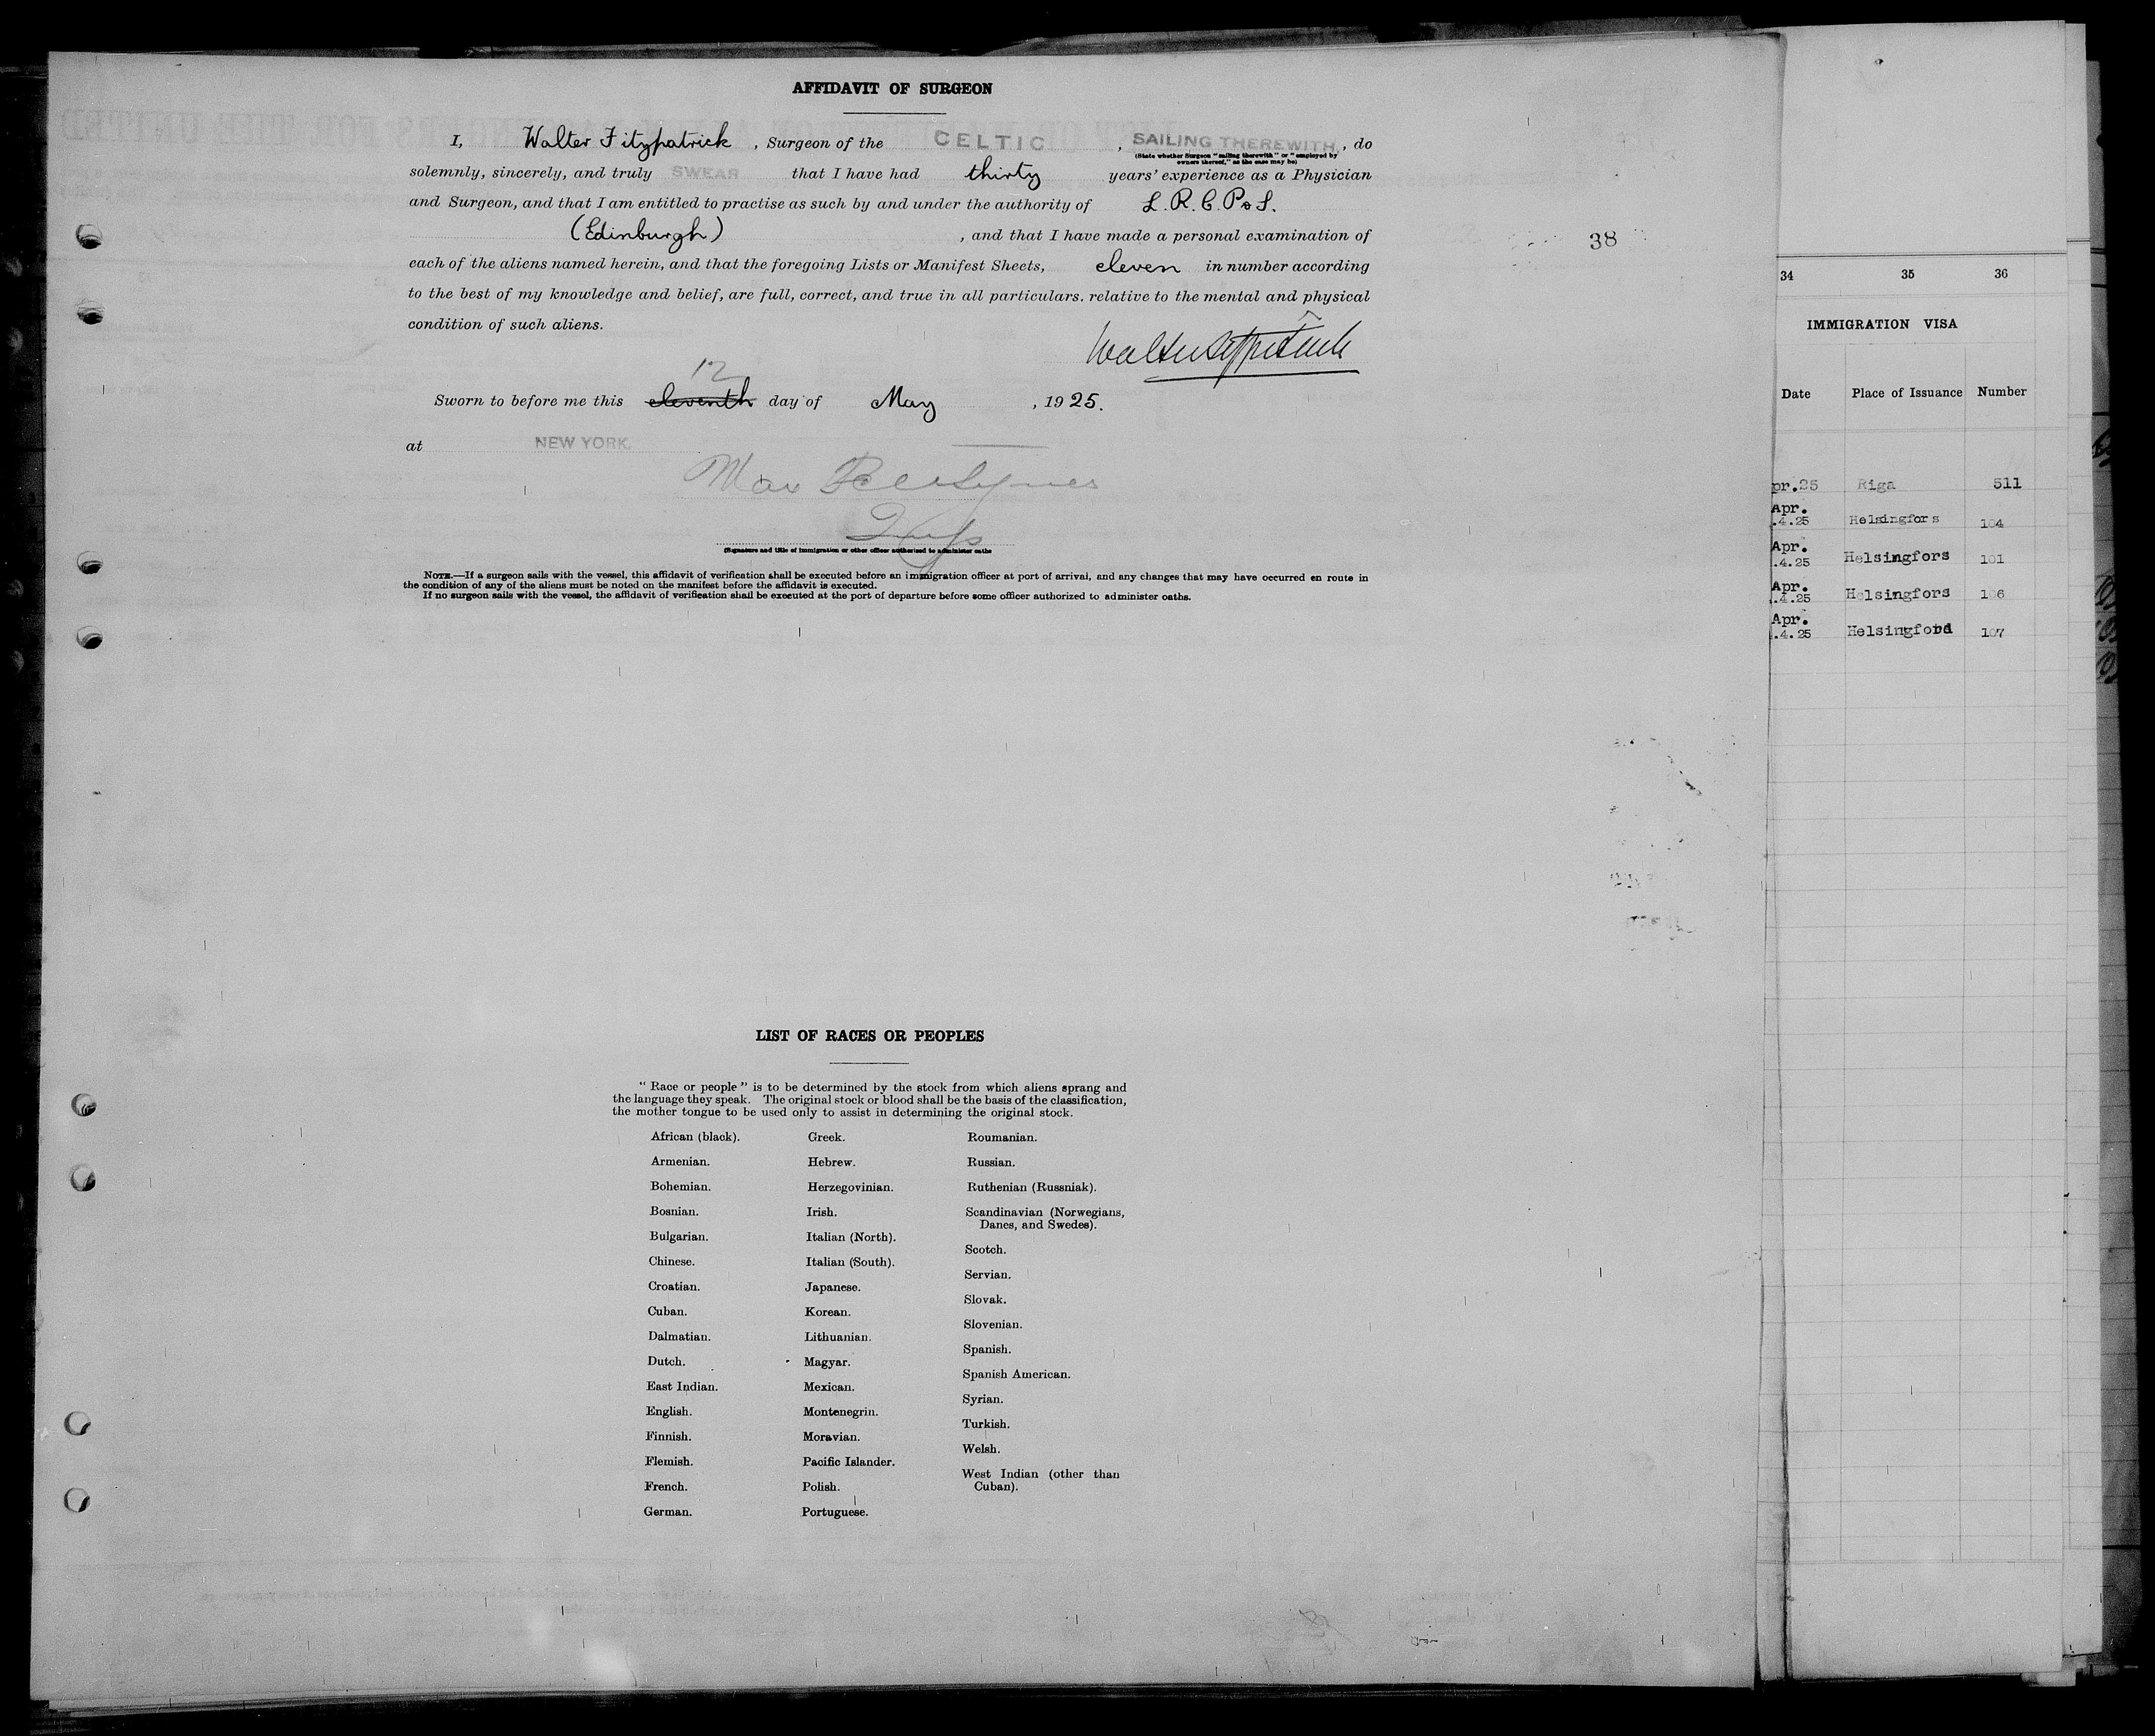 AFFIDAVIT OF SURGEON
I, Walter Fitzpatrick, Surgeon of the CELTIC, SAILING THEREWITH, do
(State whether Surgeon "sailing therewith" or "employed by
owners thereof," as the case may be)
solemnly, sincerely, and truly SWEAR that I have had thirty years' experience as a Physician
and Surgeon, and that I am entitled to practise as such by and under the authority of L.R.C.P&S.
(Edinburgh), and that I have made a personal examination of
38
each of the aliens named herein, and that the foregoing Lists or Manifest Sheets, eleven in number according
to the best of my knowledge and belief, are full, correct, and true in all particulars. relative to the mental and physical
condition of such aliens.
Walter Fitzpatrick
12
Sworn to before me this eleventh day of May, 1925.
at NEW YORK.
Max
(Signature and title of immigration or other officer authorized to administer oaths
NOTE.—If a surgeon sails with the vessel, this affidavit of verification shall be executed before an immigration officer at port of arrival, and any changes that may have occurred en route in
the condition of any of the aliens must be noted on the manifest before the affidavit is executed.
If no surgeon sails with the vessel, the affidavit of verification shall be executed at the port of departure before some officer authorized to administer oaths.
LIST OF RACES OR PEOPLES
"Race or people" is to be determined by the stock from which aliens sprang and
the language they speak. The original stock or blood shall be the basis of the classification,
the mother tongue to be used only to assist in determining the original stock.
African (black).
Armenian.
Bohemian.
Bosnian.
Bulgarian.
Chinese.
Croatian.
Cuban.
Dalmatian.
Dutch.
East Indian.
English.
Finnish.
Flemish.
French.
German.
Greek.
Hebrew.
Herzegovinian.
Irish.
Italian (North).
Italian (South).
Japanese.
Korean.
Lithuanian.
Magyar.
Mexican.
Montenegrin.
Moravian.
Pacific Islander.
Polish.
Portuguese.
Roumanian.
Russian.
Ruthenian (Russniak).
Scandinavian (Norwegians,
Danes, and Swedes).
Scotch.
Servian.
Slovak.
Slovenian.
Spanish.
Spanish American.
Syrian.
Turkish.
Welsh.
West Indian (other than
Cuban).
34 35 36
IMMIGRATION VISA
Date Place of Issuance Number
pr.25 Riga 511
Apr.
.4.25 Helsingfors 104
Apr.
.4.25 Helsingfors 101
Apr.
.4.25 Helsingfors 106
Apr.
.4.25 Helsingford 107